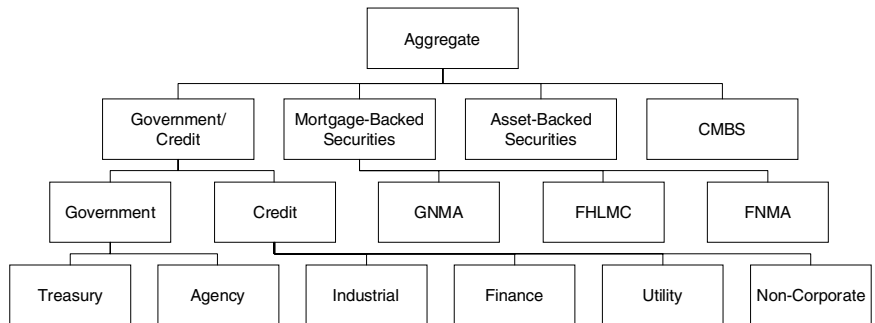 Aggregate
Government/
Credit
Mortgage-Backed
Securities
Asset-Backed
Securities
CMBS
Government
Credit
GNMA
FHLMC
FNMA
Treasury
Agency
Industrial
Finance
Utility
Non-Corporate